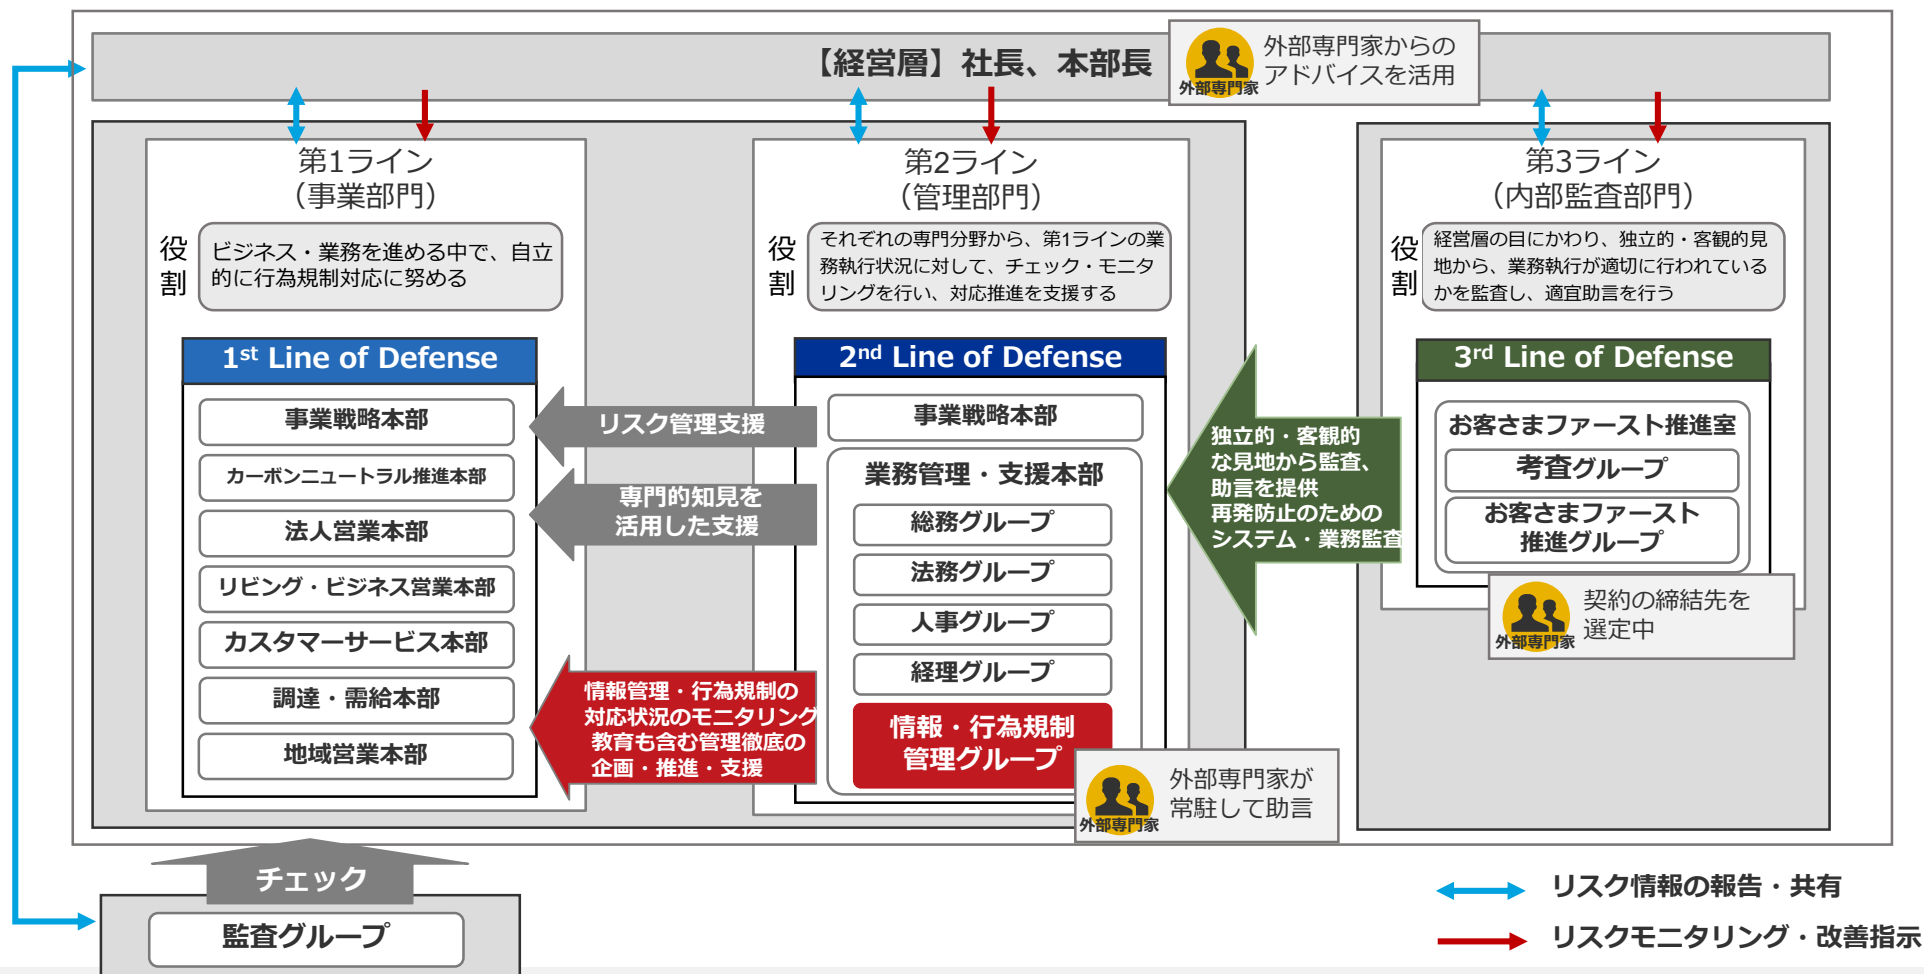 【経営層】社長、本部長
外部専門家
外部専門家からの
アドバイスを活用
第1ライン
（事業部門）
役割
ビジネス・業務を進める中で、自立
的に行為規制対応に努める
1st Line of Defense
事業戦略本部
カーボンニュートラル推進本部
法人営業本部
リビング・ビジネス営業本部
カスタマーサービス本部
調達・需給本部
地域営業本部
リスク管理支援
専門的知見を
活用した支援
情報管理・行為規制の
対応状況のモニタリング
教育も含む管理徹底の
企画・推進・支援
第2ライン
（管理部門）
役割
それぞれの専門分野から、第1ラインの業
務執行状況に対して、チェック・モニタ
リングを行い、対応推進を支援する
2nd Line of Defense
事業戦略本部
業務管理・支援本部
総務グループ
法務グループ
人事グループ
経理グループ
情報・行為規制
管理グループ
外部専門家
外部専門家が
常駐して助言
独立的・客観的
な見地から監査、
助言を提供
再発防止のための
システム・業務監査
第3ライン
（内部監査部門）
役割
経営層の目にかわり、独立的・客観的見
地から、業務執行が適切に行われている
かを監査し、適宜助言を行う
3rd Line of Defense
お客さまファースト推進室
考査グループ
お客さまファースト
推進グループ
外部専門家
契約の締結先を
選定中
チェック
監査グループ
リスク情報の報告・共有
リスクモニタリング・改善指示